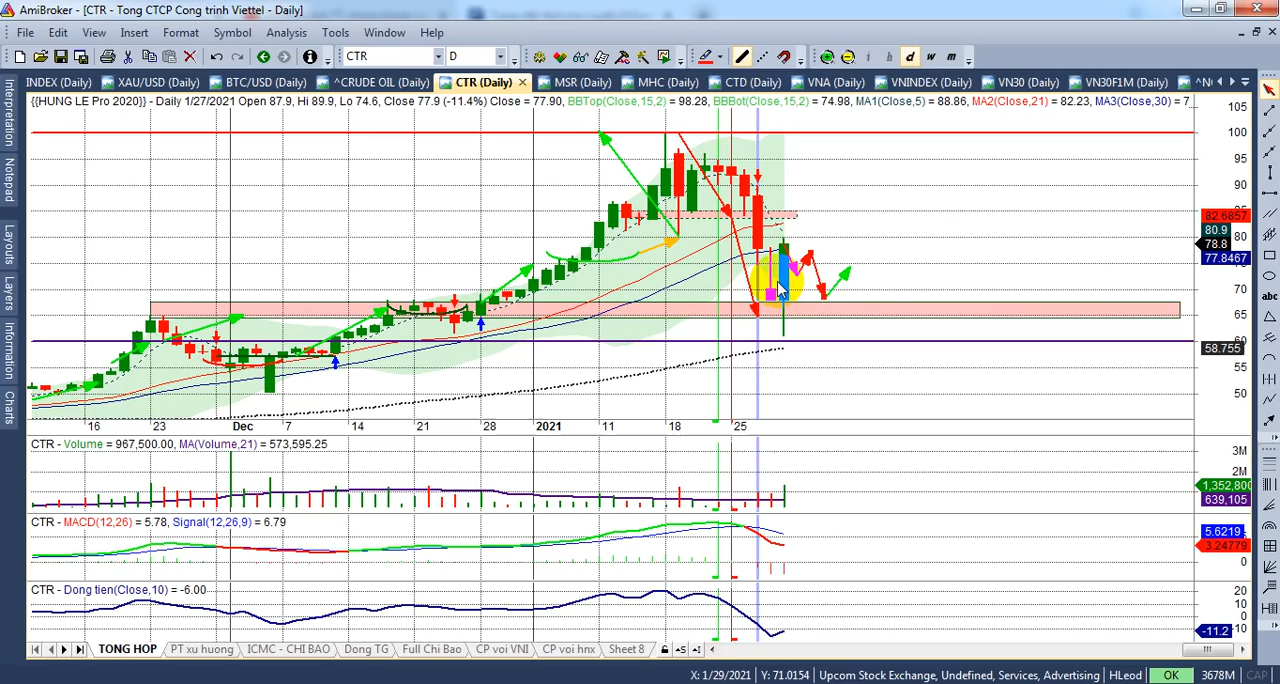 AmiBroker - [CTR - Tong CTCP Cong trinh Viettel - Daily]
File Edit View Insert Format Symbol Analysis Tools Window Help
CTR D i h d w m
INDEX (Daily) XAU/USD (Daily) BTC/USD (Daily) ^CRUDE OIL (Daily) CTR (Daily) MSR (Daily) MHC (Daily) CTD (Daily) VNA (Daily) VNINDEX (Daily) VN30 (Daily) VN30F1M (Daily)
{{HUNG LE Pro 2020}} - Daily 1/27/2021 Open 87.9, Hi 89.9, Lo 74.6, Close 77.9 (-11.4%) Close = 77.90, BBTop(Close,15,2) = 98.28, BBBot(Close,15,2) = 74.98, MA1(Close,5) = 88.86, MA2(Close,21) = 82.23, MA3(Close,30) = 7
105
100
95
90
85
82.6857
80.9
80
78.8
77.8467
70
65
60
58.755
55
50
16 23 Dec 7 14 21 28 2021 11 18 25
CTR - Volume = 967,500.00, MA(Volume,21) = 573,595.25
3M
2M
1,352,800
639,105
CTR - MACD(12,26) = 5.78, Signal(12,26,9) = 6.79
5.6219
3.24779
0
CTR - Dong tien(Close,10) = -6.00
20
10
0
-11.2
10
TONG HOP PT xu huong ICMC - CHI BAO Dong TG Full Chi Bao CP voi VNI CP voi hnx Sheet 8
X: 1/29/2021 Y: 71.0154 Upcom Stock Exchange, Undefined, Services, Advertising HLeod OK 3678M CAP
Interpretation
Notepad
Layouts
Layers
Information
Charts
abc